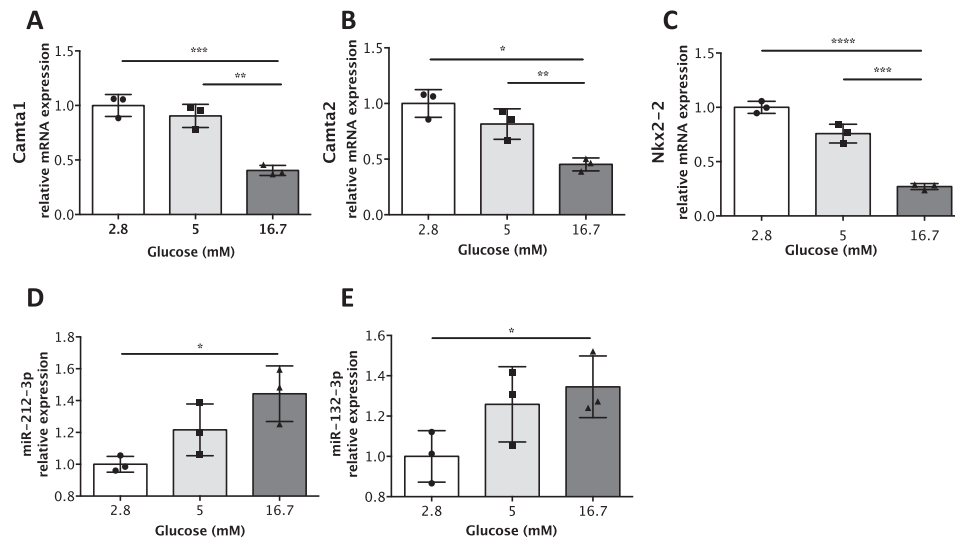 A
Camta1
relative mRNA expression
1.5
1.0
0.5
0.0
***
**
2.8
5
16.7
Glucose (mM)
B
Camta2
relative mRNA expression
1.5
1.0
0.5
0.0
*
**
2.8
5
16.7
Glucose (mM)
C
Nkx2-2
relative mRNA expression
1.5
1.0
0.5
0.0
****
***
2.8
5
16.7
Glucose (mM)
D
miR-212-3p
relative expression
1.8
1.6
1.4
1.2
1.0
0.8
*
2.8
5
16.7
Glucose (mM)
E
miR-132-3p
relative expression
1.6
1.4
1.2
1.0
0.8
*
2.8
5
16.7
Glucose (mM)